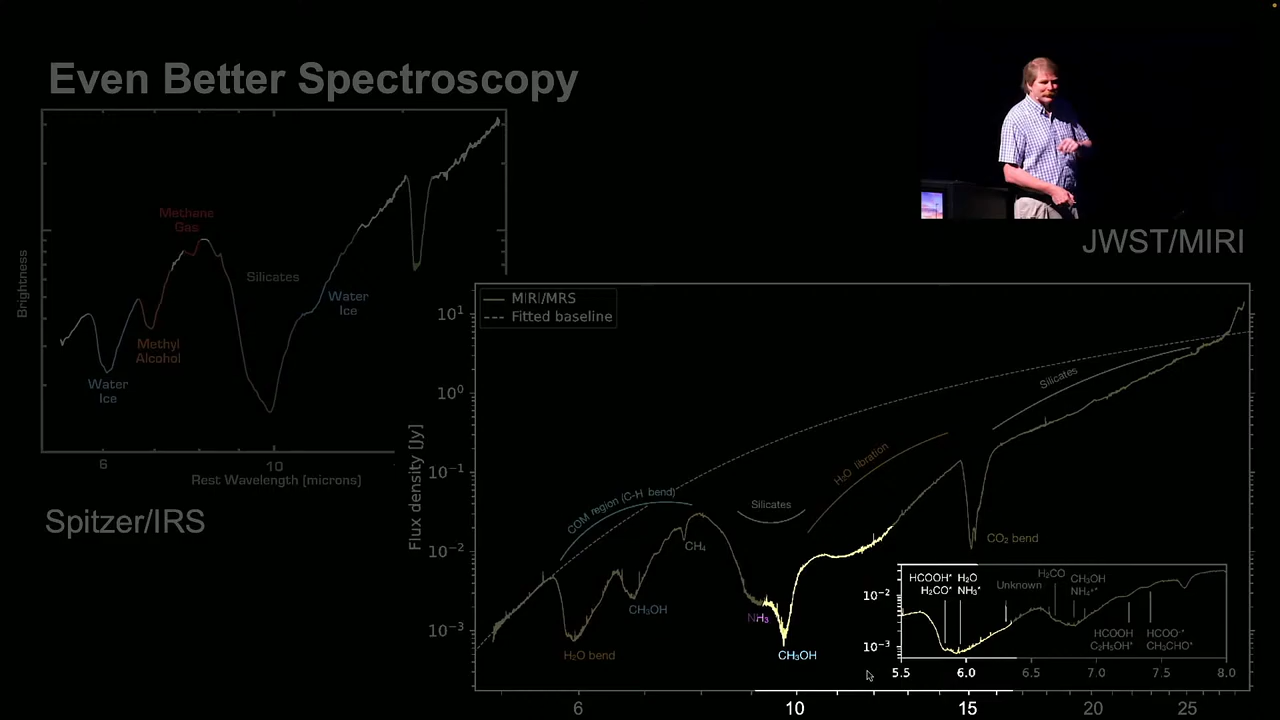 Even Better Spectroscopy
Methane
Gas
Silicates
Water
Ice
Methyl
Alcohol
Water
Ice
Brightness
6
10
Rest Wavelength [microns]
Spitzer/IRS
JWST/MIRI
MIRI/MRS
Fitted baseline
10¹
10⁰
10⁻¹
10⁻²
10⁻³
Flux density [Jy]
COM region (C-H bend)
Silicates
H₂O libration
Silicates
CH₄
CH₃OH
H₂O bend
NH₃
CH₃OH
CO₂ bend
HCOOH* H₂O
H₂CO* NH₃*
Unknown
H₂CO
CH₃OH
NH₄⁺*
HCOOH
C₂H₅OH*
HCOO⁻*
CH₃CHO*
10⁻²
10⁻³
5.5 6.0 6.5 7.0 7.5 8.0
6 10 15 20 25